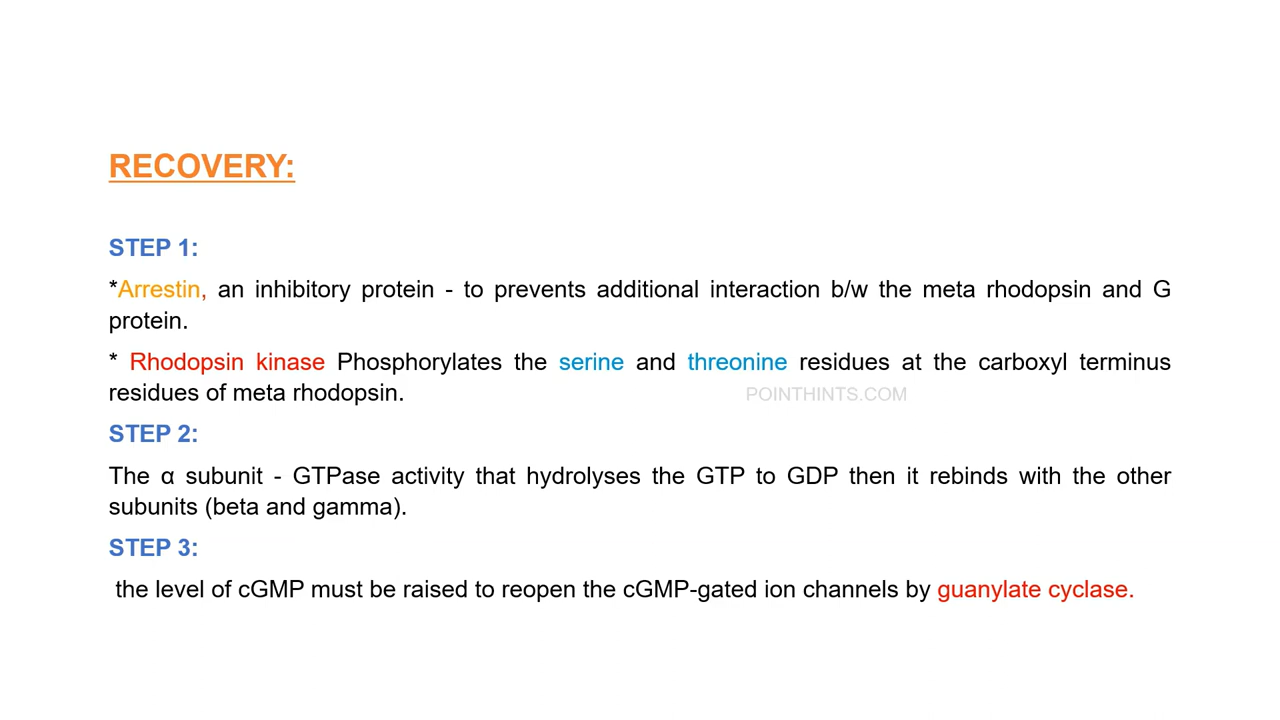 RECOVERY:
STEP 1:
*Arrestin, an inhibitory protein - to prevents additional interaction b/w the meta rhodopsin and G
protein.
* Rhodopsin kinase Phosphorylates the serine and threonine residues at the carboxyl terminus
residues of meta rhodopsin.
POINTHINTS.COM
STEP 2:
The α subunit - GTPase activity that hydrolyses the GTP to GDP then it rebinds with the other
subunits (beta and gamma).
STEP 3:
the level of cGMP must be raised to reopen the cGMP-gated ion channels by guanylate cyclase.